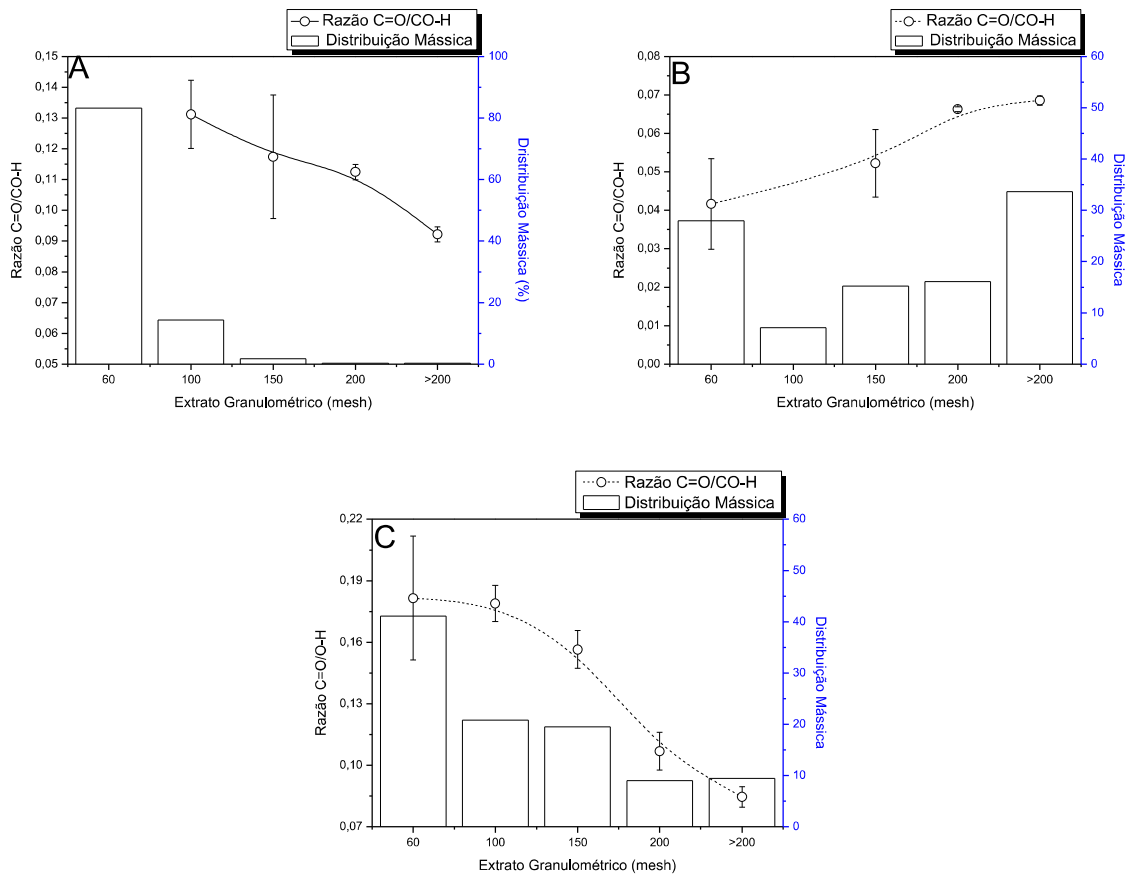 Razão C=O/CO-H
Distribuição Mássica
A
0,15
0,14
0,13
0,12
0,11
0,10
0,09
0,08
0,07
0,06
0,05
Razão C=O/CO-H
100
80
60
40
20
0
Dristribuição Mássica (%)
60 100 150 200 >200
Extrato Granulométrico (mesh)
Razão C=O/CO-H
Distribuição Mássica
B
0,08
0,07
0,06
0,05
0,04
0,03
0,02
0,01
0,00
Razão C=O/CO-H
60
50
40
30
20
10
0
Distribuição Mássica
60 100 150 200 >200
Extrato Granulométrico (mesh)
Razão C=O/CO-H
Distribuição Mássica
C
0,22
0,19
0,16
0,13
0,10
0,07
Razão C=O/O-H
60
50
40
30
20
10
0
Distribuição Mássica
60 100 150 200 >200
Extrato Granulométrico (mesh)